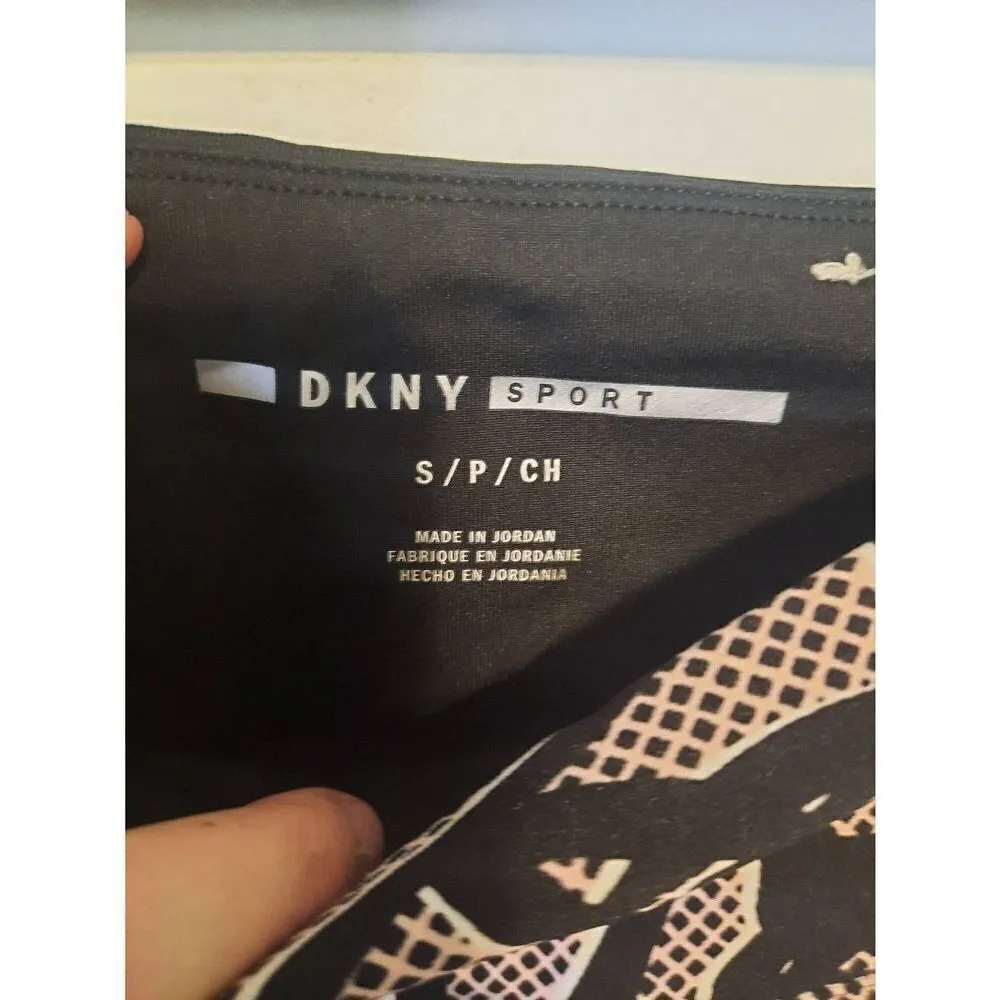 DKNY SPORT
S/P/CH
MADE IN JORDAN
FABRIQUE EN JORDANIE
HECHO EN JORDANIA